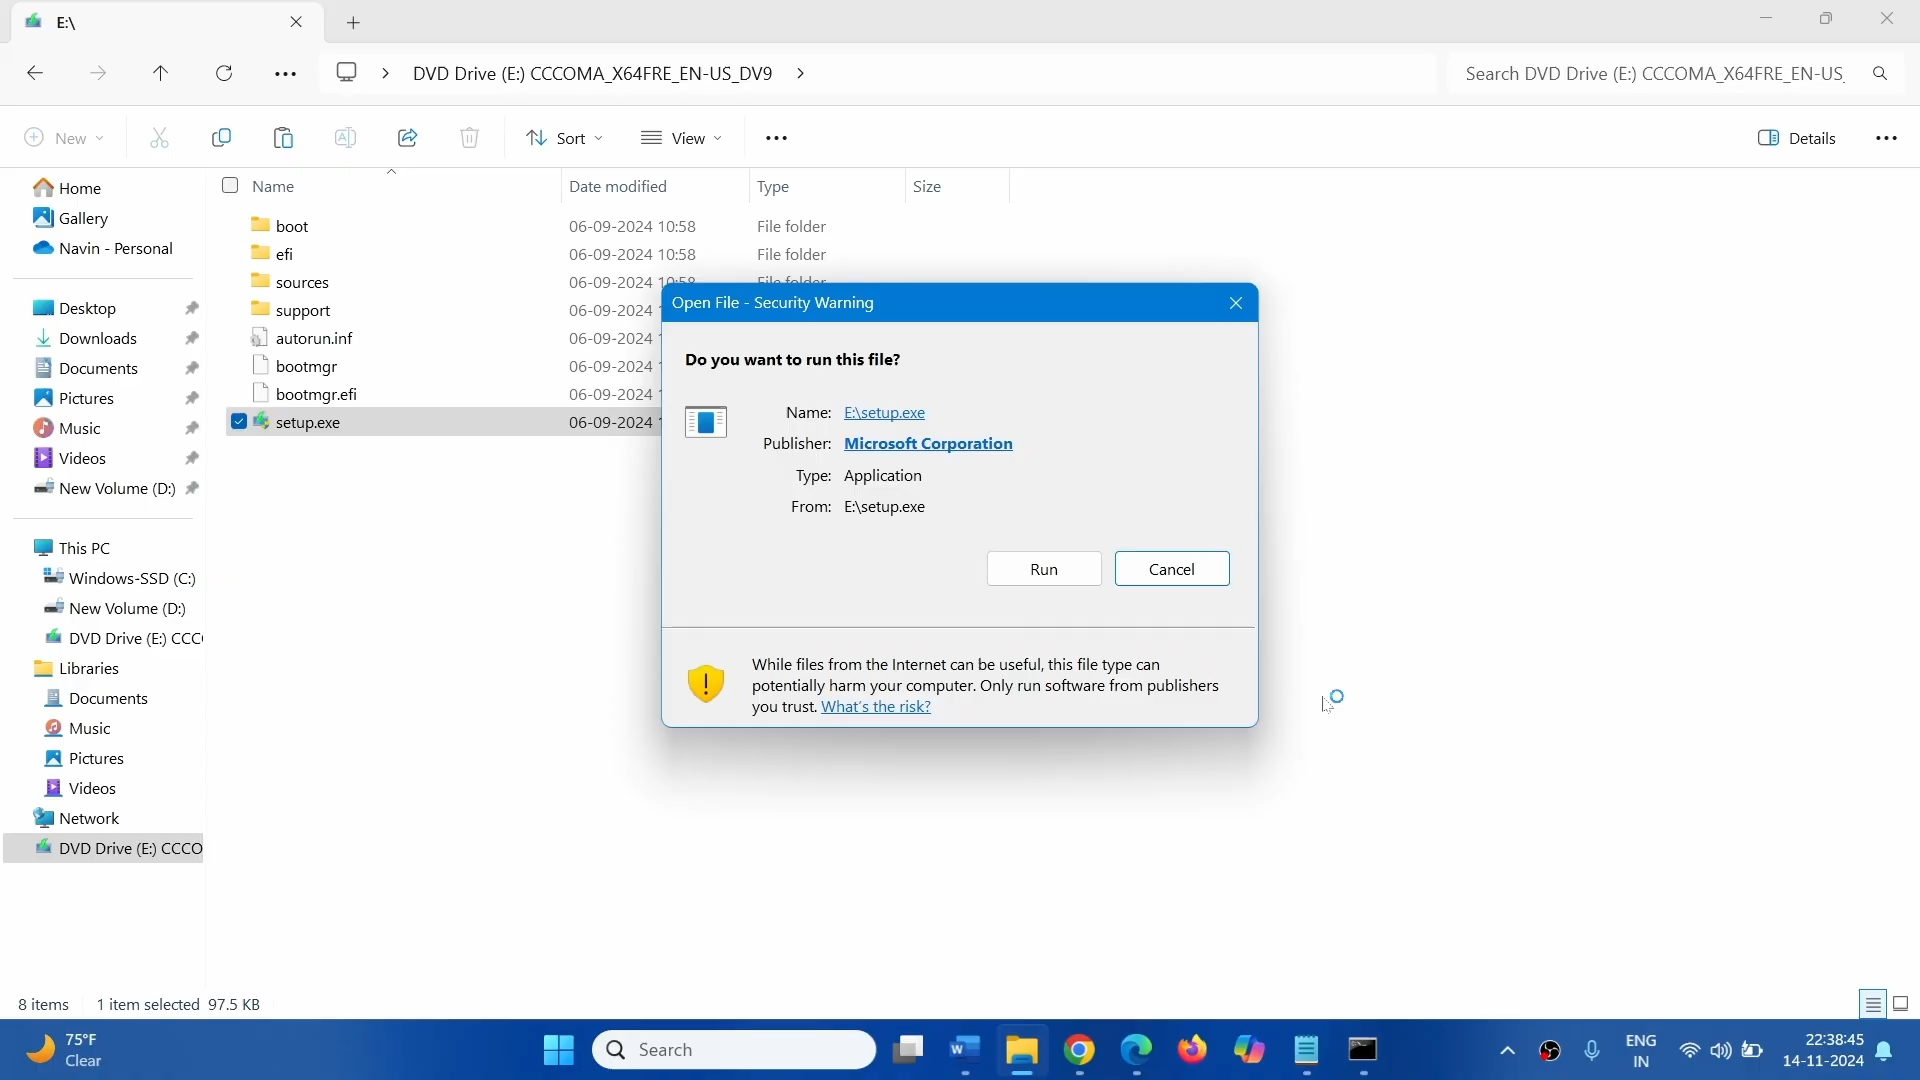 E:\
DVD Drive (E:) CCCOMA_X64FRE_EN-US_DV9
Search DVD Drive (E:) CCCOMA_X64FRE_EN-US_
New
Sort
View
Details
Home
Gallery
Navin - Personal
Desktop
Downloads
Documents
Pictures
Music
Videos
New Volume (D:)
This PC
Windows-SSD (C:)
New Volume (D:)
DVD Drive (E:) CCC
Libraries
Documents
Music
Pictures
Videos
Network
DVD Drive (E:) CCCO
Name Date modified Type Size
boot 06-09-2024 10:58 File folder
efi 06-09-2024 10:58 File folder
sources 06-09-2024 10:58 File folder
support 06-09-2024
autorun.inf 06-09-2024
bootmgr 06-09-2024
bootmgr.efi 06-09-2024
setup.exe 06-09-2024
Open File - Security Warning
Do you want to run this file?
Name: E:\setup.exe
Publisher: Microsoft Corporation
Type: Application
From: E:\setup.exe
Run
Cancel
While files from the Internet can be useful, this file type can
potentially harm your computer. Only run software from publishers
you trust. What's the risk?
8 items 1 item selected 97.5 KB
75°F
Clear
Search
ENG
IN
22:38:45
14-11-2024